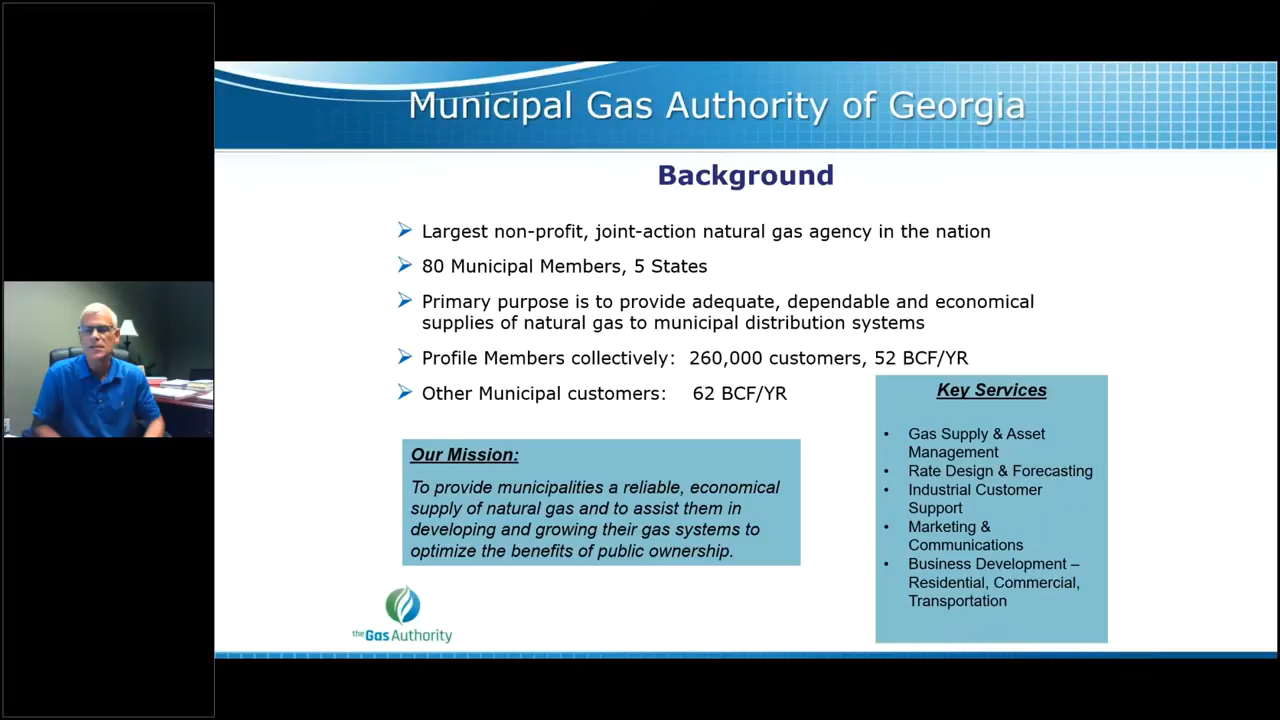 Municipal Gas Authority of Georgia
Background
Largest non-profit, joint-action natural gas agency in the nation
80 Municipal Members, 5 States
Primary purpose is to provide adequate, dependable and economical
supplies of natural gas to municipal distribution systems
Profile Members collectively: 260,000 customers, 52 BCF/YR
Other Municipal customers: 62 BCF/YR
Our Mission:
To provide municipalities a reliable, economical
supply of natural gas and to assist them in
developing and growing their gas systems to
optimize the benefits of public ownership.
Key Services
• Gas Supply & Asset
Management
• Rate Design & Forecasting
• Industrial Customer
Support
• Marketing &
Communications
• Business Development –
Residential, Commercial,
Transportation
the Gas Authority